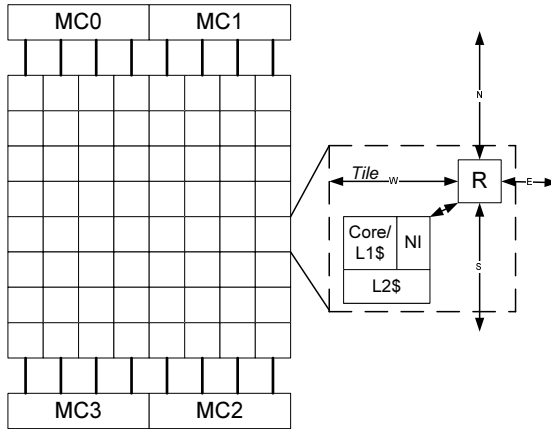 MC0 MC1
N
Tile W R E
Core/
L1$ NI
S
L2$
MC3 MC2